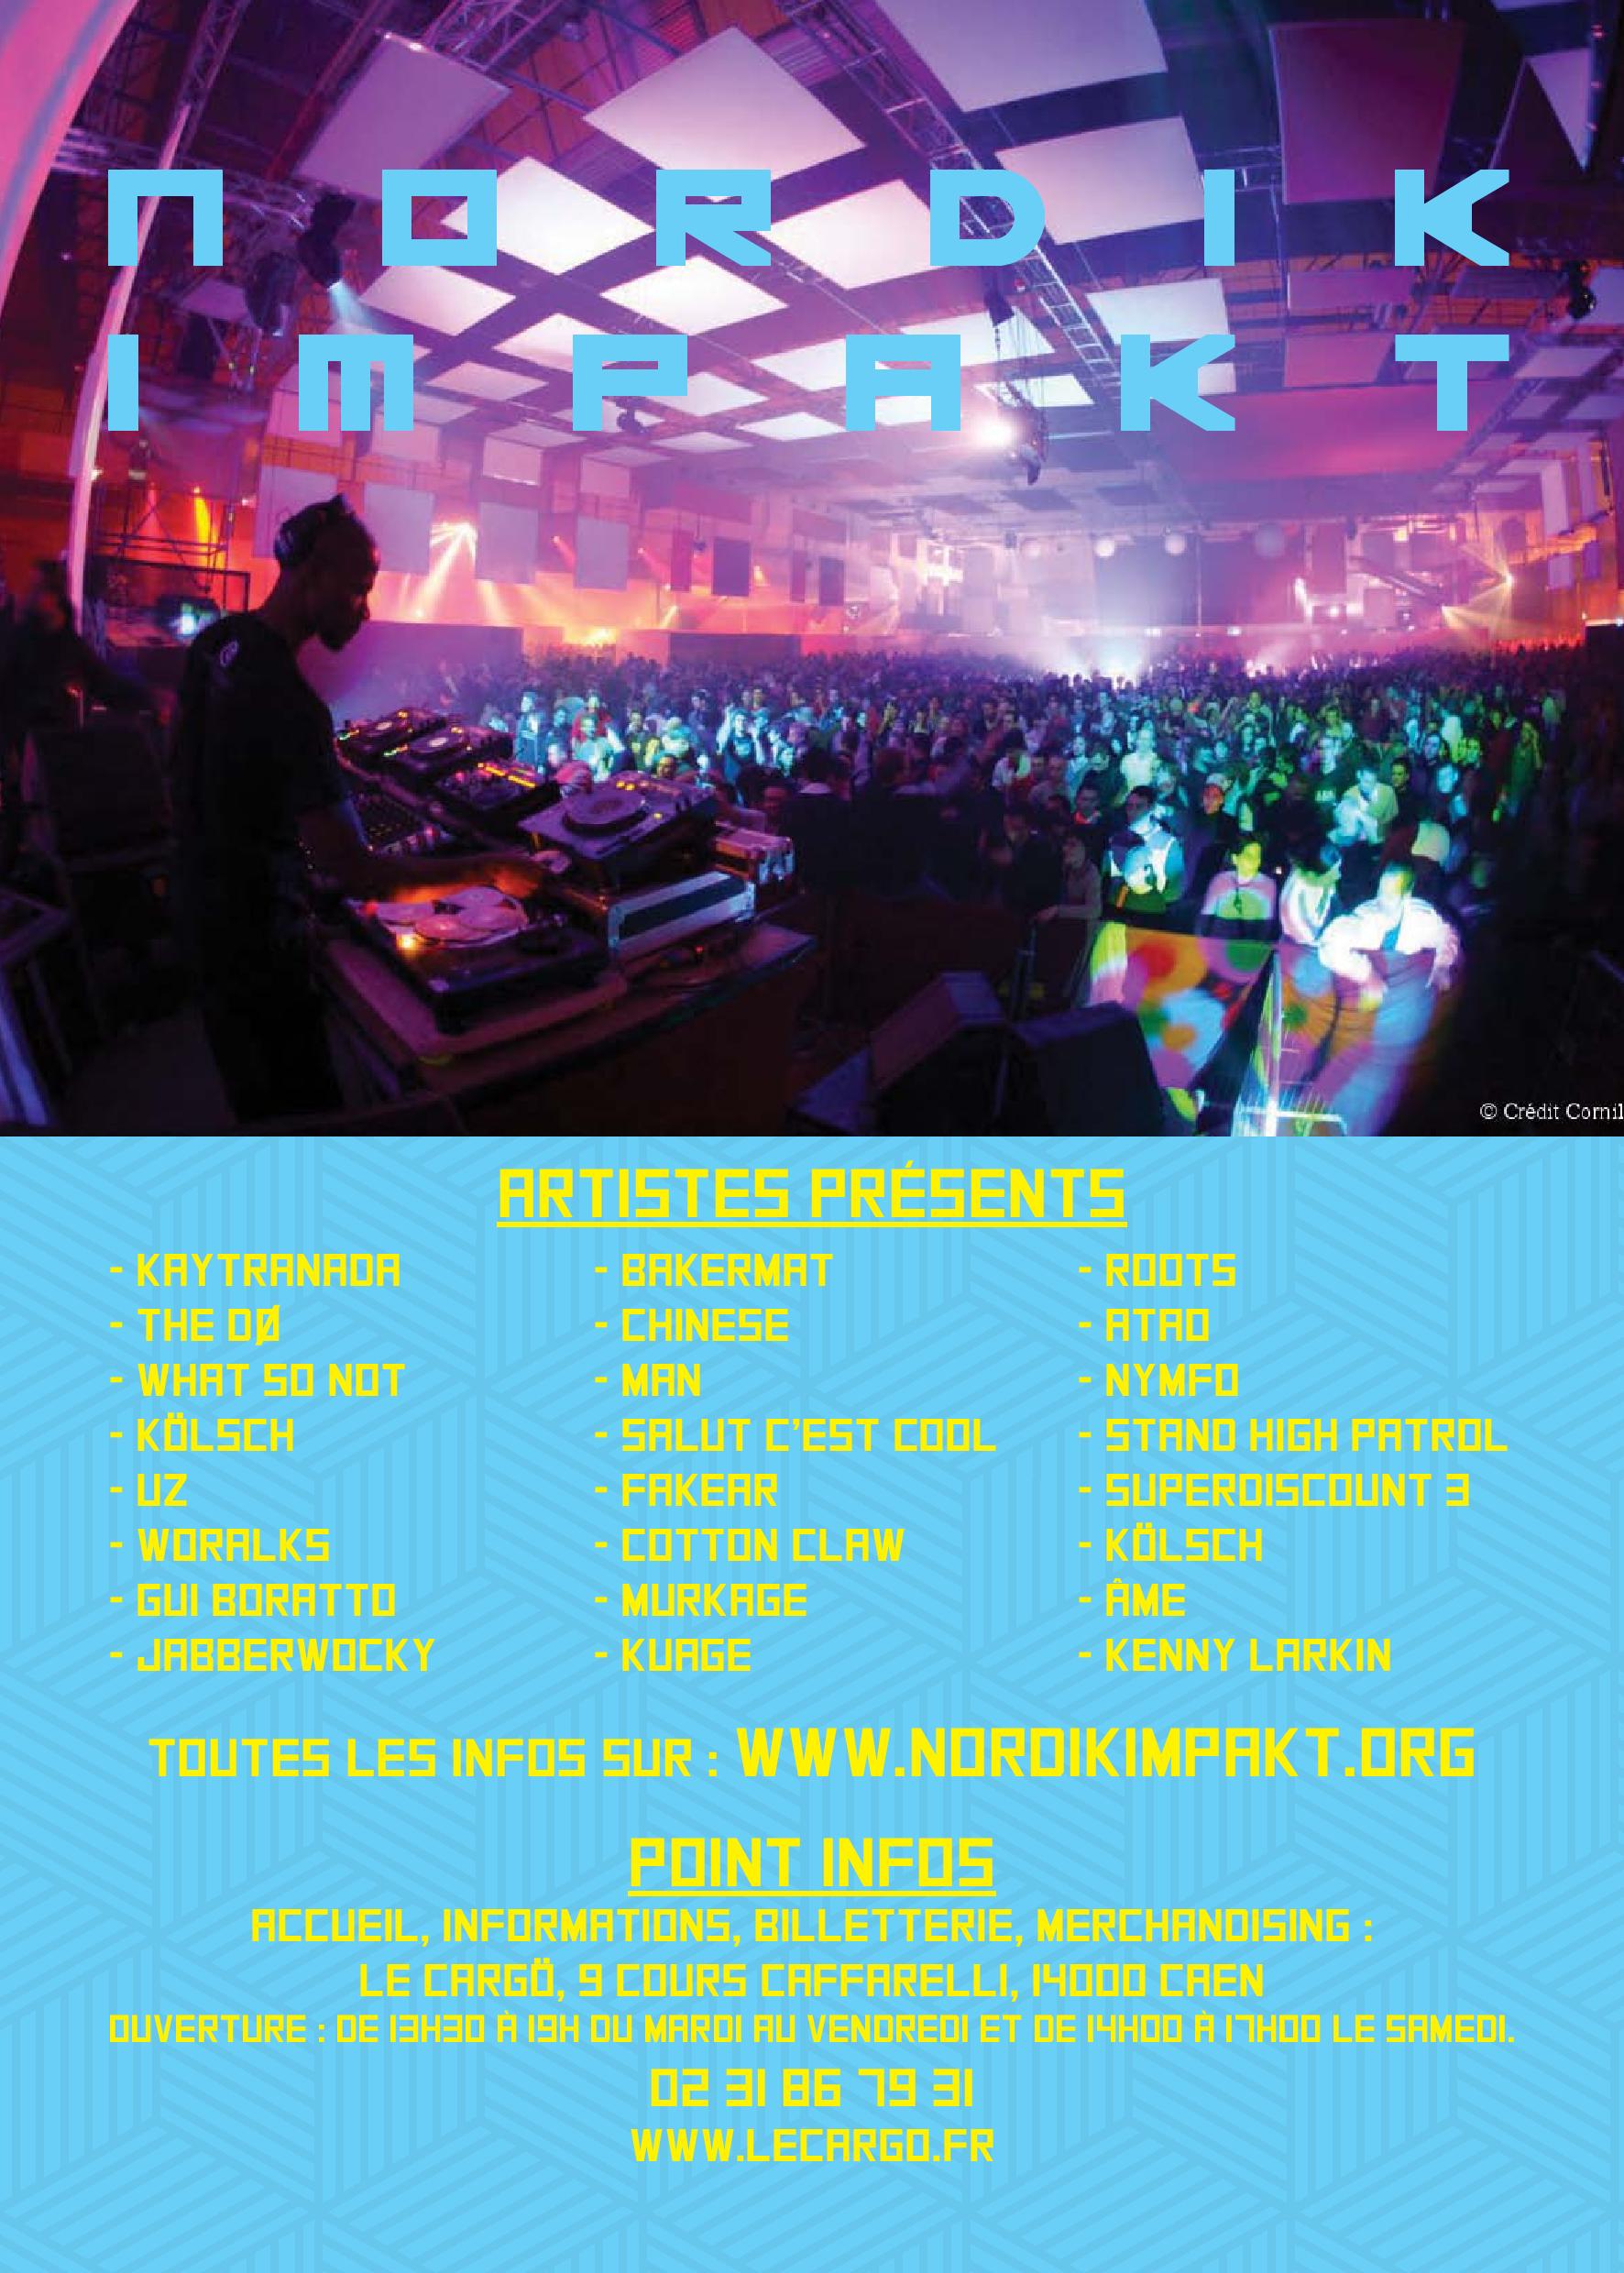 NORDIK
IMPAKT
© Crédit Cornil
ARTISTES PRÉSENTS
- KAYTRANADA
- THE DØ
- WHAT SO NOT
- KÖLSCH
- UZ
- WORALKS
- GUI BORATTO
- JABBERWOCKY
- BAKERMAT
- CHINESE
- MAN
- SALUT C'EST COOL
- FAKEAR
- COTTON CLAW
- MURKAGE
- KUAGE
- ROOTS
- ATAO
- NYMFO
- STAND HIGH PATROL
- SUPERDISCOUNT 3
- KÖLSCH
- ÂME
- KENNY LARKIN
TOUTES LES INFOS SUR : WWW.NORDIKIMPAKT.ORG
POINT INFOS
ACCUEIL, INFORMATIONS, BILLETTERIE, MERCHANDISING :
LE CARGÖ, 9 COURS CAFFARELLI, 14000 CAEN
OUVERTURE : DE 13H30 À 19H DU MARDI AU VENDREDI ET DE 14H00 À 17H00 LE SAMEDI.
02 31 86 79 31
WWW.LECARGO.FR